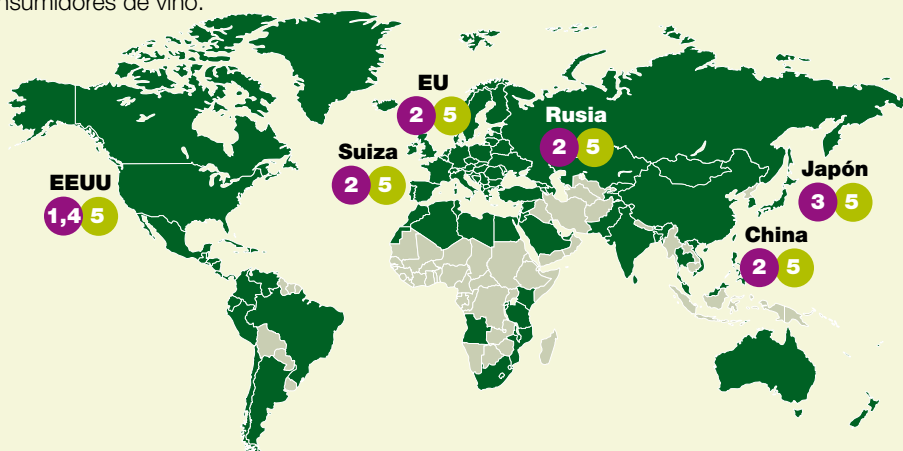 nsumidores de vino.
EU
2 5
Rusia
2 5
Suiza
2 5
Japón
3 5
EEUU
1,4 5
China
2 5